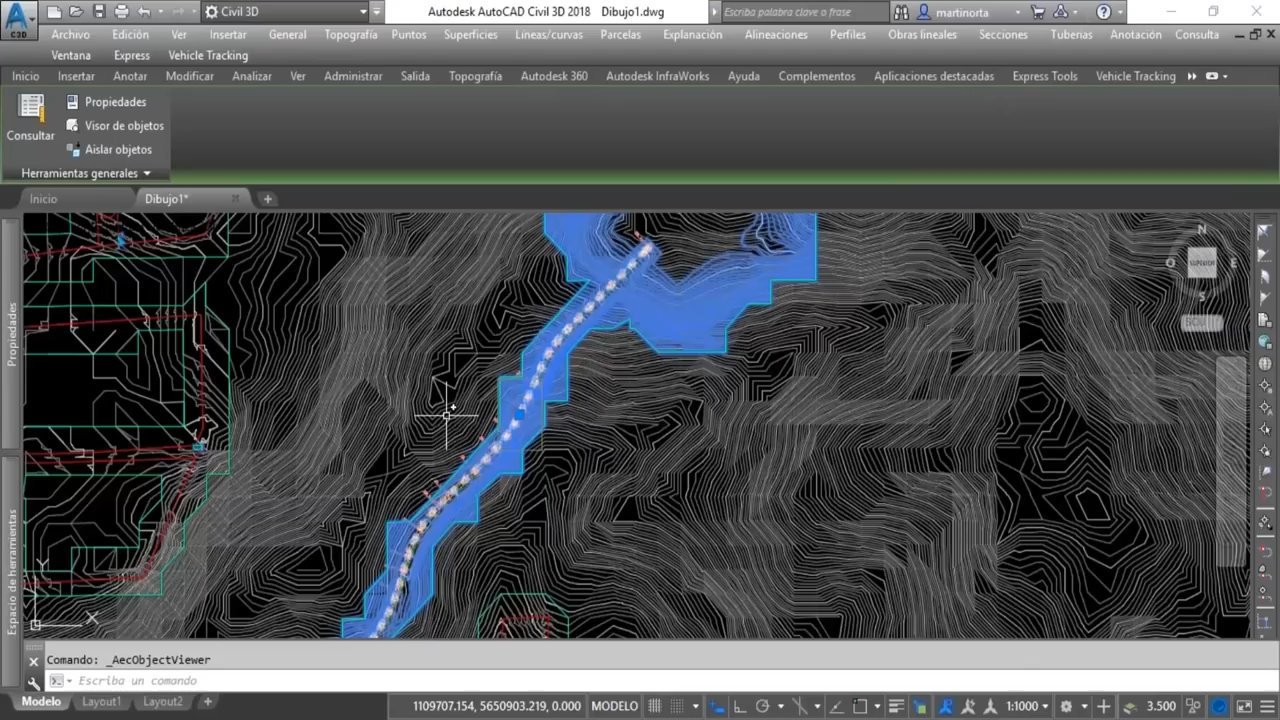 Civil 3D
Autodesk AutoCAD Civil 3D 2018 Dibujo1.dwg
Escriba palabra clave o frase
martinorta
C3D
Archivo Edición Ver Insertar General Topografía Puntos Superficies Líneas/curvas Parcelas Explanación Alineaciones Perfiles Obras lineales Secciones Tuberías Anotación Consulta
Ventana Express Vehicle Tracking
Inicio Insertar Anotar Modificar Analizar Ver Administrar Salida Topografía Autodesk 360 Autodesk InfraWorks Ayuda Complementos Aplicaciones destacadas Express Tools Vehicle Tracking
Consultar
Propiedades
Visor de objetos
Aislar objetos
Herramientas generales
Inicio Dibujo1* +
N
O SUPERIOR E
S
Propiedades
Espacio de herramientas
Y
X
Comando: _AecObjectViewer
Escriba un comando
Modelo Layout1 Layout2 +
1109707.154, 5650903.219, 0.000 MODELO 1:1000 3.500